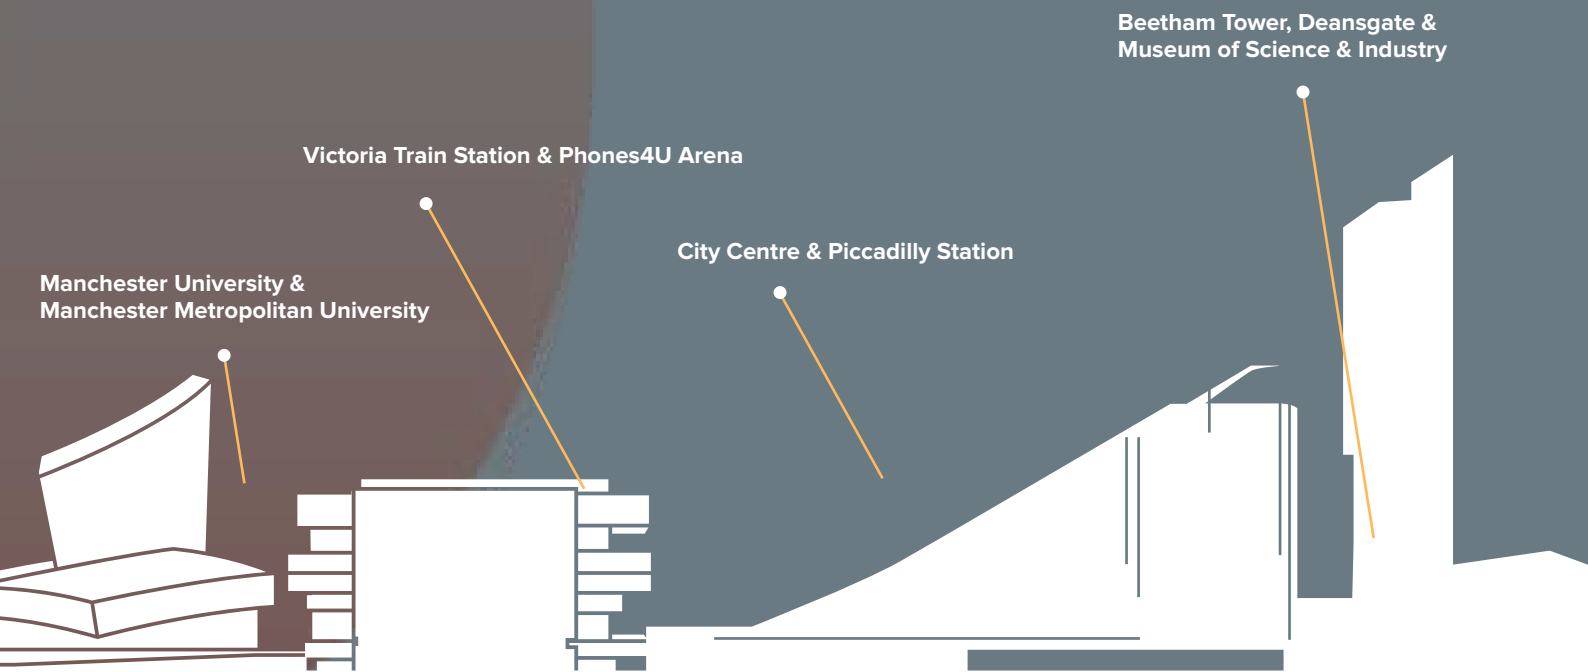 Beetham Tower, Deansgate &
Museum of Science & Industry
Victoria Train Station & Phones4U Arena
City Centre & Piccadilly Station
Manchester University &
Manchester Metropolitan University